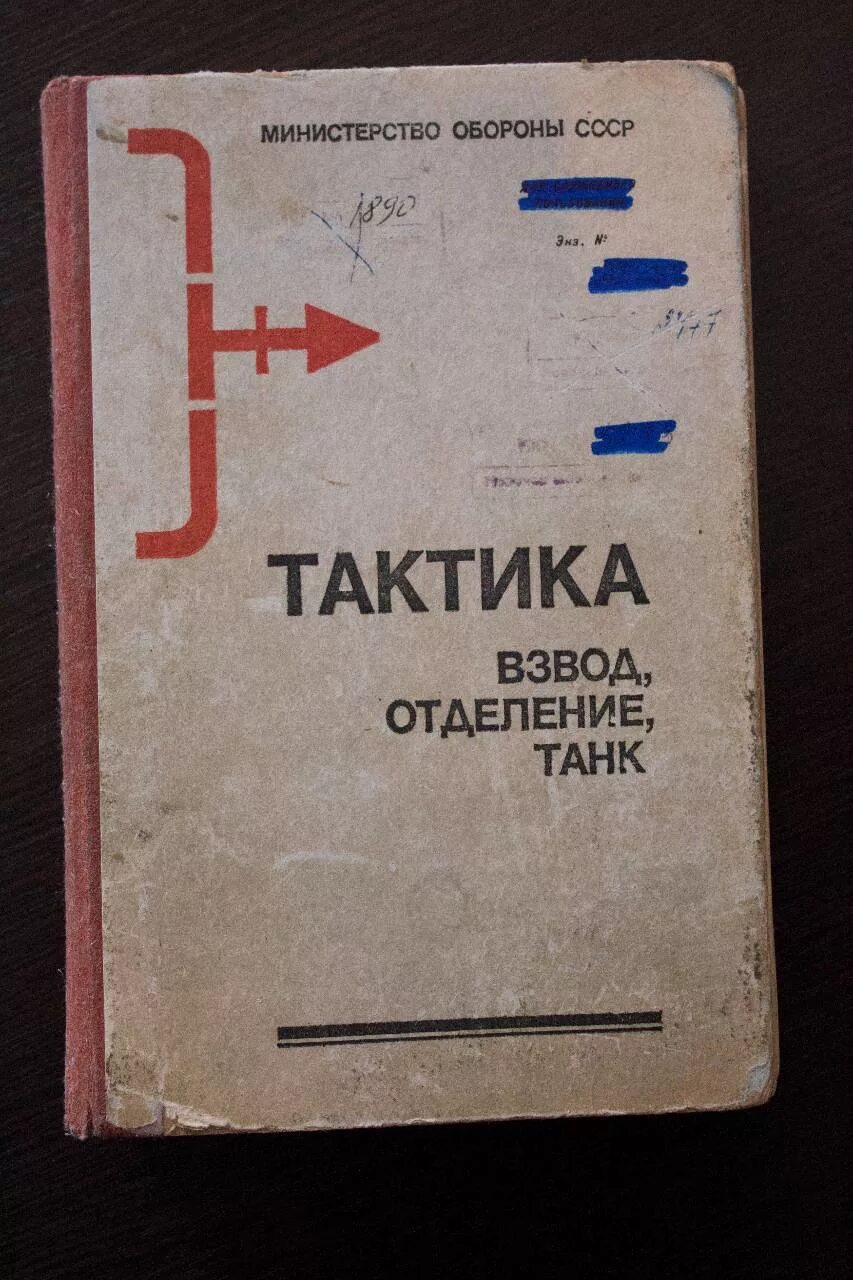 МИНИСТЕРСТВО ОБОРОНЫ СССР
1890
Экз. №
ТАКТИКА
ВЗВОД,
ОТДЕЛЕНИЕ,
ТАНК